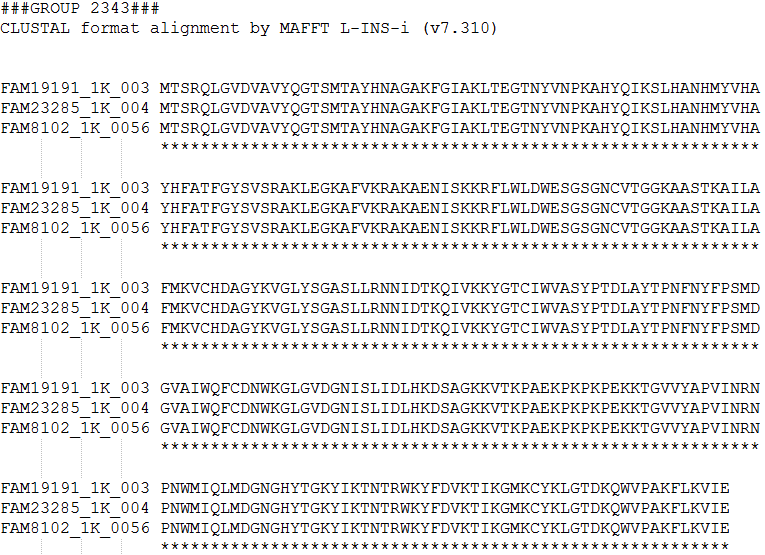 ###GROUP 2343###
CLUSTAL format alignment by MAFFT L-INS-i (v7.310)
FAM19191_1K_003 MTSRQLGVDVAVYQGTSMTAYHNAGAKFGIAKLTEGTNYVNPKAHYQIKSLHANHMYVHA
FAM23285_1K_004 MTSRQLGVDVAVYQGTSMTAYHNAGAKFGIAKLTEGTNYVNPKAHYQIKSLHANHMYVHA
FAM8102_1K_0056 MTSRQLGVDVAVYQGTSMTAYHNAGAKFGIAKLTEGTNYVNPKAHYQIKSLHANHMYVHA
************************************************************
FAM19191_1K_003 YHFATFGYSVSRAKLEGKAFVKRAKAENISKKRFLWLDWESGSGNCVTGGKAASTKAILA
FAM23285_1K_004 YHFATFGYSVSRAKLEGKAFVKRAKAENISKKRFLWLDWESGSGNCVTGGKAASTKAILA
FAM8102_1K_0056 YHFATFGYSVSRAKLEGKAFVKRAKAENISKKRFLWLDWESGSGNCVTGGKAASTKAILA
************************************************************
FAM19191_1K_003 FMKVCHDAGYKVGLYSGASLLRNNIDTKQIVKKYGTCIWVASYPTDLAYTPNFNYFPSMD
FAM23285_1K_004 FMKVCHDAGYKVGLYSGASLLRNNIDTKQIVKKYGTCIWVASYPTDLAYTPNFNYFPSMD
FAM8102_1K_0056 FMKVCHDAGYKVGLYSGASLLRNNIDTKQIVKKYGTCIWVASYPTDLAYTPNFNYFPSMD
************************************************************
FAM19191_1K_003 GVAIWQFCDNWKGLGVDGNISLIDLHKDSAGKKVTKPAEKPKPKPEKKTGVVYAPVINRN
FAM23285_1K_004 GVAIWQFCDNWKGLGVDGNISLIDLHKDSAGKKVTKPAEKPKPKPEKKTGVVYAPVINRN
FAM8102_1K_0056 GVAIWQFCDNWKGLGVDGNISLIDLHKDSAGKKVTKPAEKPKPKPEKKTGVVYAPVINRN
************************************************************
FAM19191_1K_003 PNWMIQLMDGNGHYTGKYIKTNTRWKYFDVKTIKGMKCYKLGTDKQWVPAKFLKVIE
FAM23285_1K_004 PNWMIQLMDGNGHYTGKYIKTNTRWKYFDVKTIKGMKCYKLGTDKQWVPAKFLKVIE
FAM8102_1K_0056 PNWMIQLMDGNGHYTGKYIKTNTRWKYFDVKTIKGMKCYKLGTDKQWVPAKFLKVIE
*********************************************************